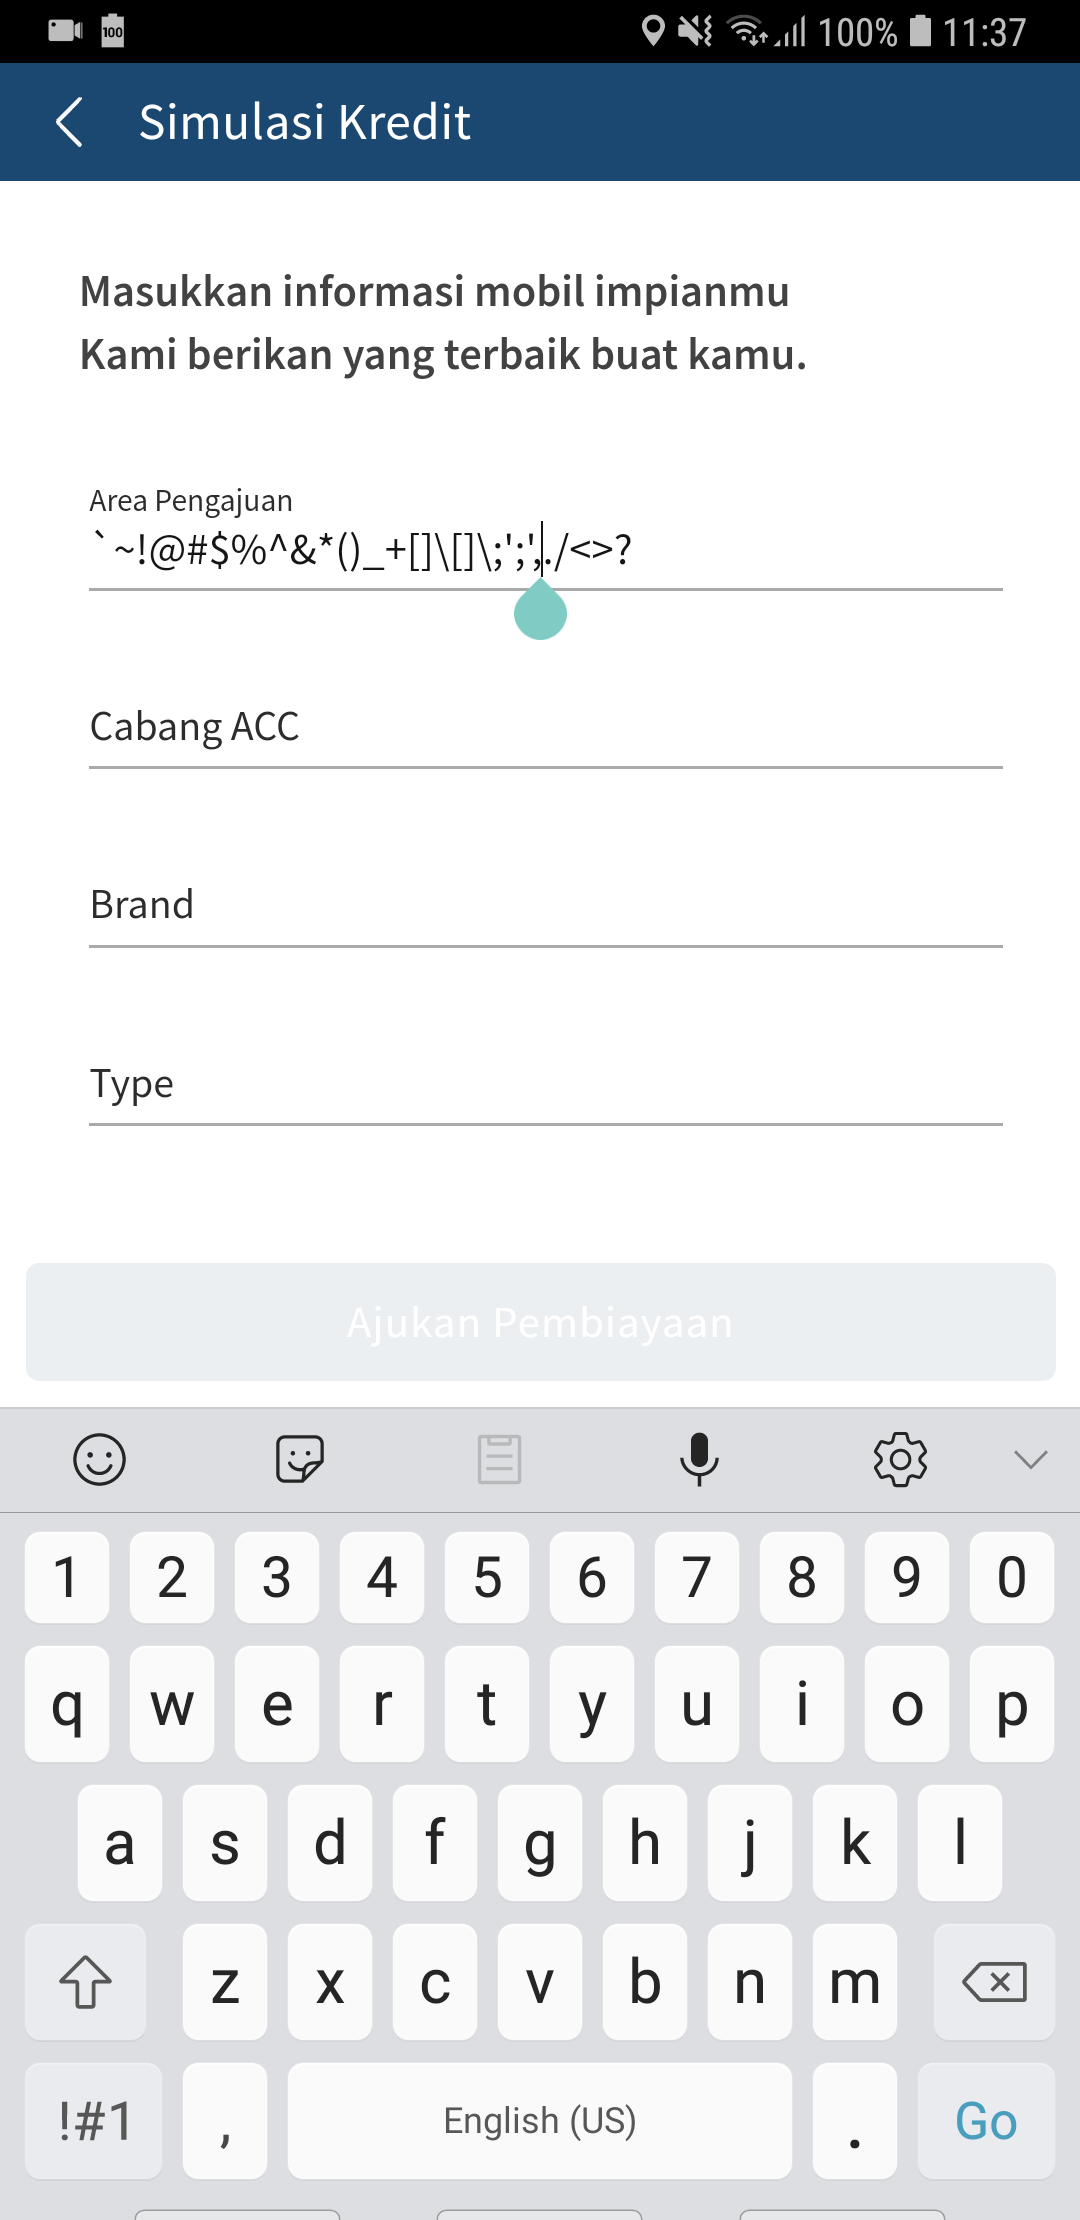 100 100% 11:37
Simulasi Kredit
Masukkan informasi mobil impianmu
Kami berikan yang terbaik buat kamu.
Area Pengajuan
`~!@#$%^&*()_+[]\[]\;';',./<>?
Cabang ACC
Brand
Type
Ajukan Pembiayaan
1 2 3 4 5 6 7 8 9 0
q w e r t y u i o p
a s d f g h j k l
z x c v b n m
!#1 , English (US) . Go